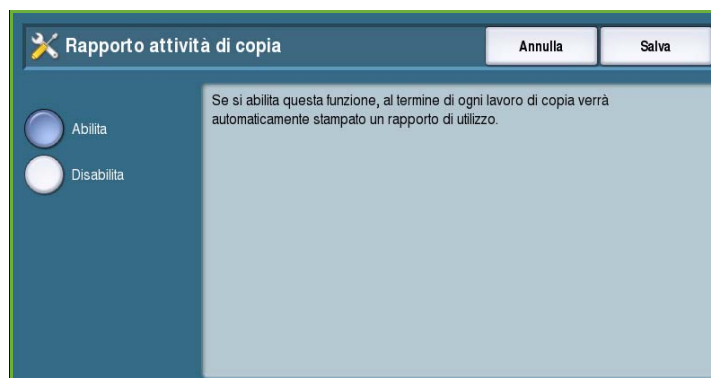 Rapporto attività di copia
Annulla
Salva
Se si abilita questa funzione, al termine di ogni lavoro di copia verrà
automaticamente stampato un rapporto di utilizzo.
Abilita
Disabilita